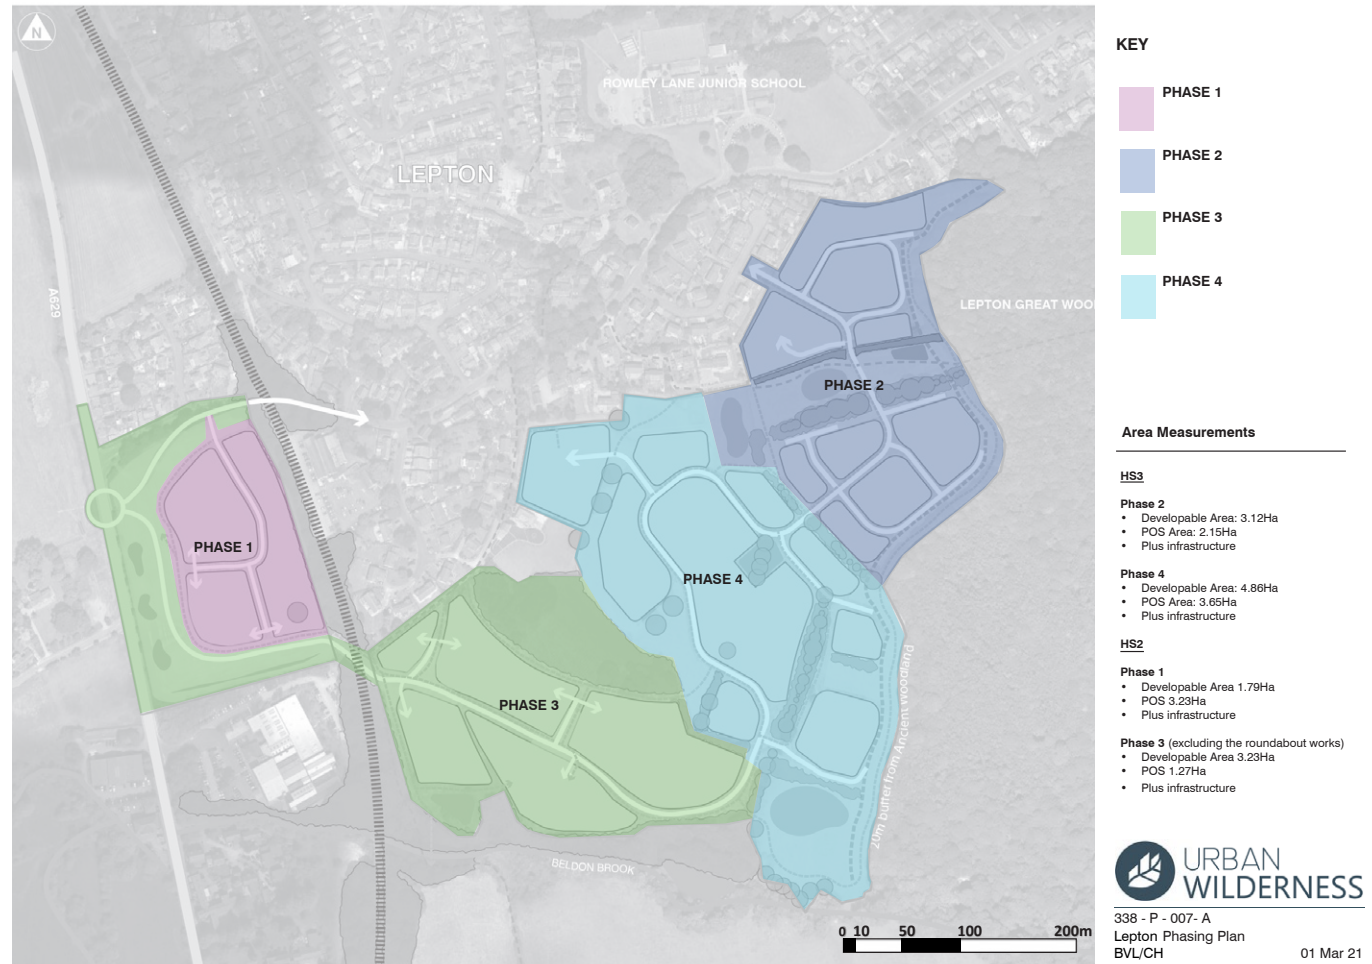 N
ROWLEY LANE JUNIOR SCHOOL
LEPTON
A629
LEPTON GREAT WOO
PHASE 2
PHASE 1
PHASE 4
PHASE 3
20m buffer from Ancient Woodland
BELDON BROOK
0 10 50 100 200m
KEY
PHASE 1
PHASE 2
PHASE 3
PHASE 4
Area Measurements
HS3
Phase 2
• Developable Area: 3.12Ha
• POS Area: 2.15Ha
• Plus infrastructure
Phase 4
• Developable Area: 4.86Ha
• POS Area: 3.65Ha
• Plus infrastructure
HS2
Phase 1
• Developable Area 1.79Ha
• POS 3.23Ha
• Plus infrastructure
Phase 3 (excluding the roundabout works)
• Developable Area 3.23Ha
• POS 1.27Ha
• Plus infrastructure
URBAN
WILDERNESS
338 - P - 007- A
Lepton Phasing Plan
BVL/CH 01 Mar 21